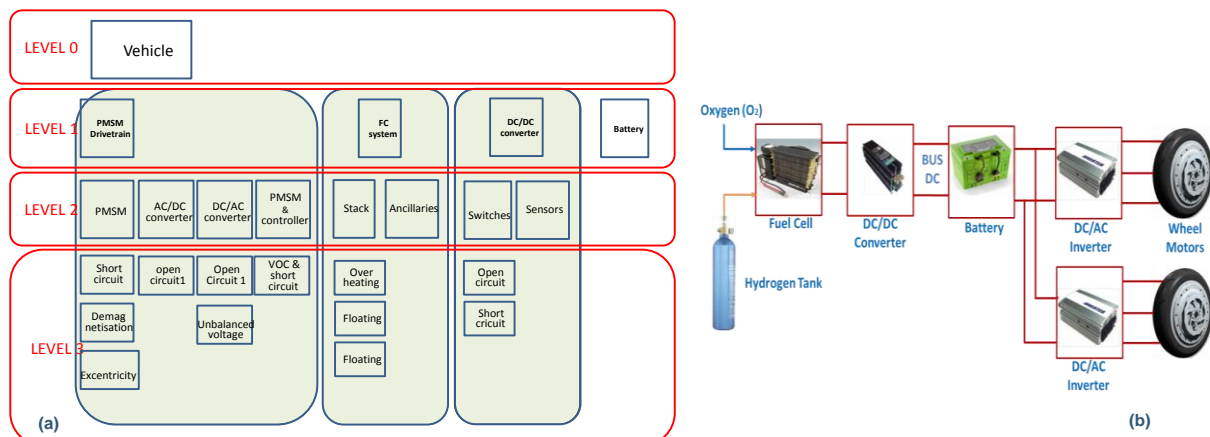 LEVEL 0
Vehicle
LEVEL 1
PMSM
Drivetrain
FC
system
DC/DC
converter
Battery
LEVEL 2
PMSM
AC/DC
converter
DC/AC
converter
PMSM
&
controller
Stack
Ancillaries
Switches
Sensors
LEVEL 3
Short
circuit
open
circuit1
Open
Circuit 1
VOC &
short
circuit
Over
heating
Open
circuit
Demag
netisation
Unbalanced
voltage
Floating
Short
cricuit
Excentricity
Floating
(a)
Oxygen (O₂)
Fuel Cell
DC/DC
Converter
BUS
DC
Battery
DC/AC
Inverter
Wheel
Motors
Hydrogen Tank
DC/AC
Inverter
(b)